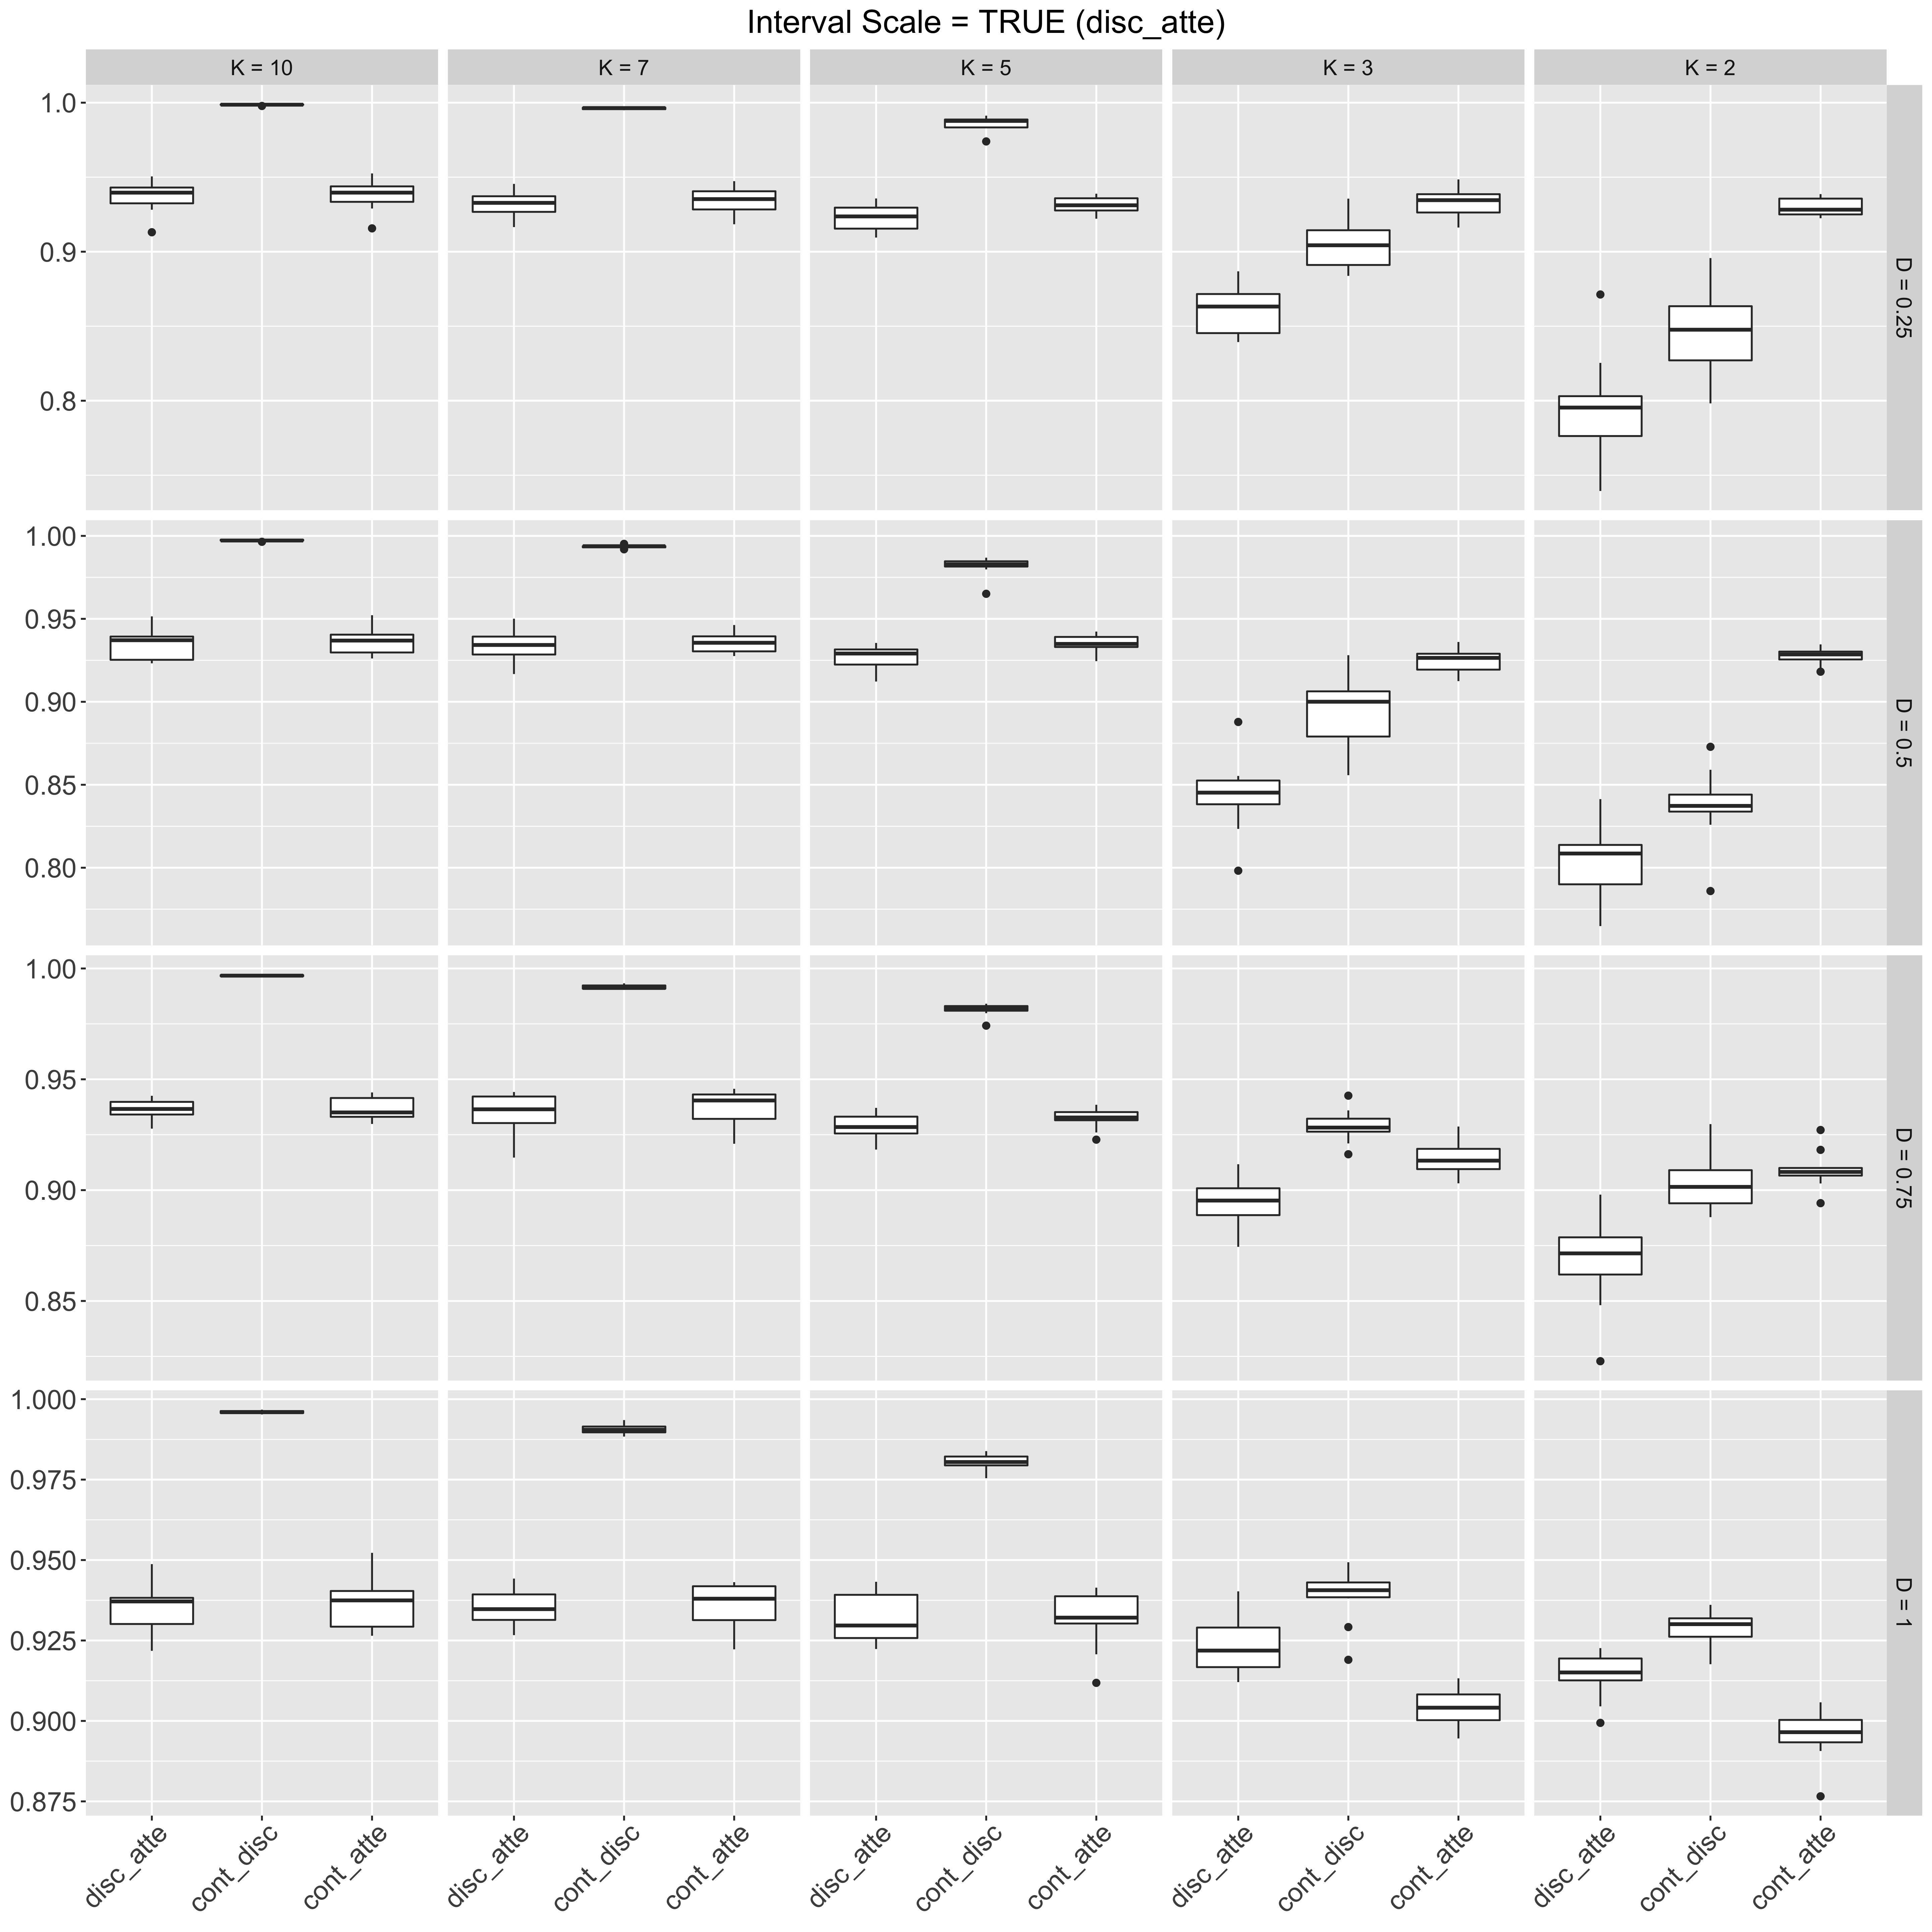 Interval Scale = TRUE (disc_atte)
K = 10 K = 7 K = 5 K = 3 K = 2
1.0
0.9
0.8
D = 0.25
1.00
0.95
0.90
0.85
0.80
D = 0.5
1.00
0.95
0.90
0.85
D = 0.75
1.000
0.975
0.950
0.925
0.900
0.875
D = 1
disc_atte cont_disc cont_atte disc_atte cont_disc cont_atte disc_atte cont_disc cont_atte disc_atte cont_disc cont_atte disc_atte cont_disc cont_atte